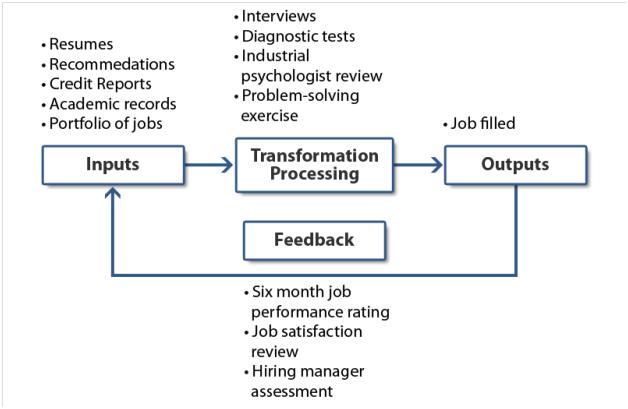 • Resumes
• Recommedations
• Credit Reports
• Academic records
• Portfolio of jobs
Inputs
• Interviews
• Diagnostic tests
• Industrial
psychologist review
• Problem-solving
exercise
Transformation
Processing
• Job filled
Outputs
Feedback
• Six month job
performance rating
• Job satisfaction
review
• Hiring manager
assessment